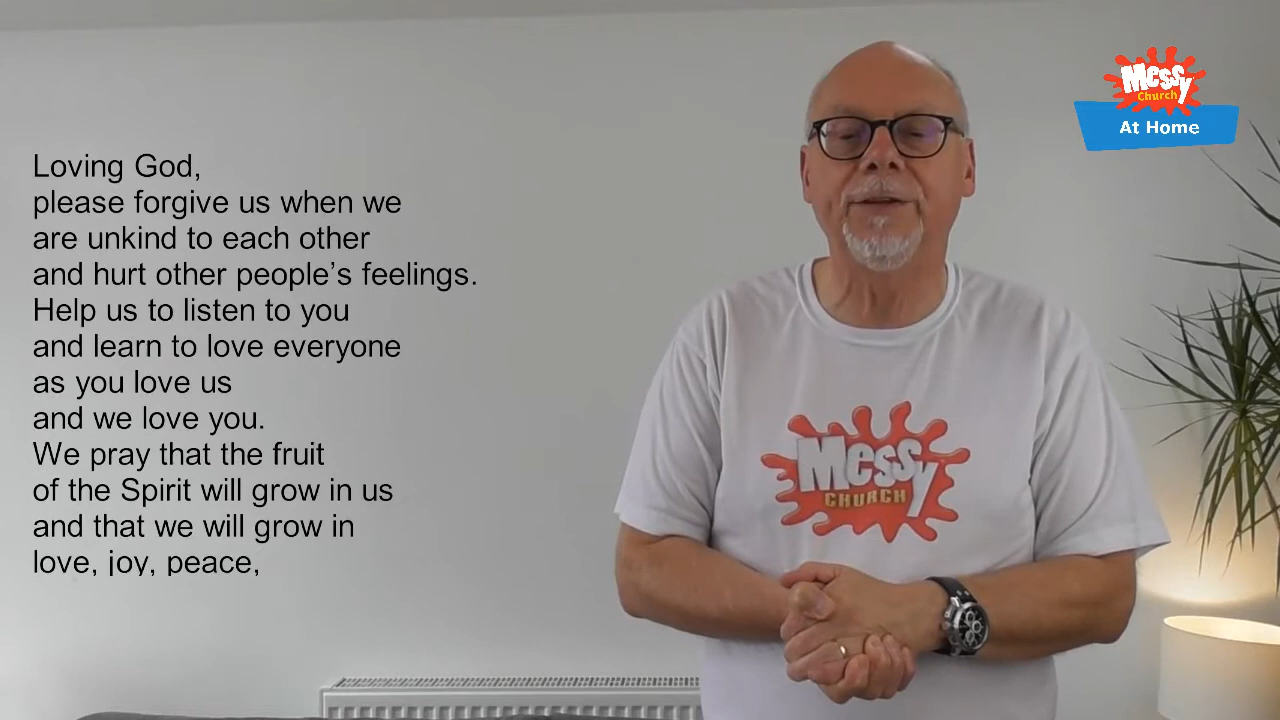 Loving God,
please forgive us when we
are unkind to each other
and hurt other people’s feelings.
Help us to listen to you
and learn to love everyone
as you love us
and we love you.
We pray that the fruit
of the Spirit will grow in us
and that we will grow in
love, joy, peace,
Messy
Church
At Home
Messy
CHURCH